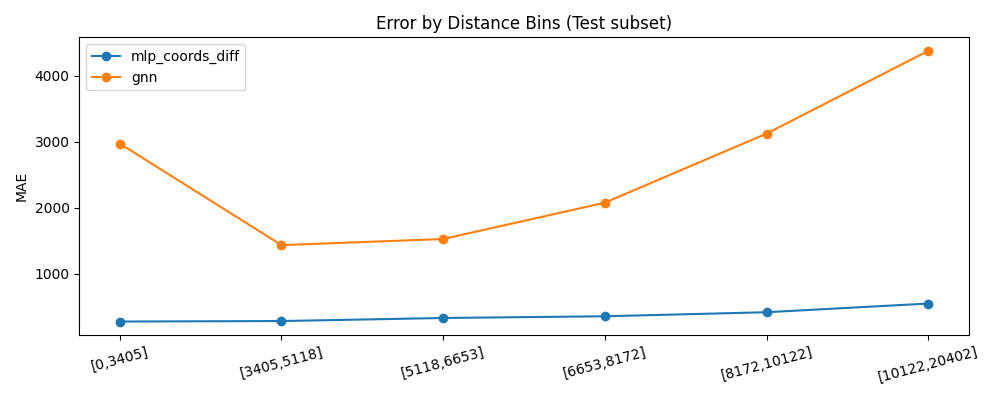 Error by Distance Bins (Test subset)
mlp_coords_diff
gnn
4000
3000
2000
1000
MAE
[0,3405]
[3405,5118]
[5118,6653]
[6653,8172]
[8172,10122]
[10122,20402]